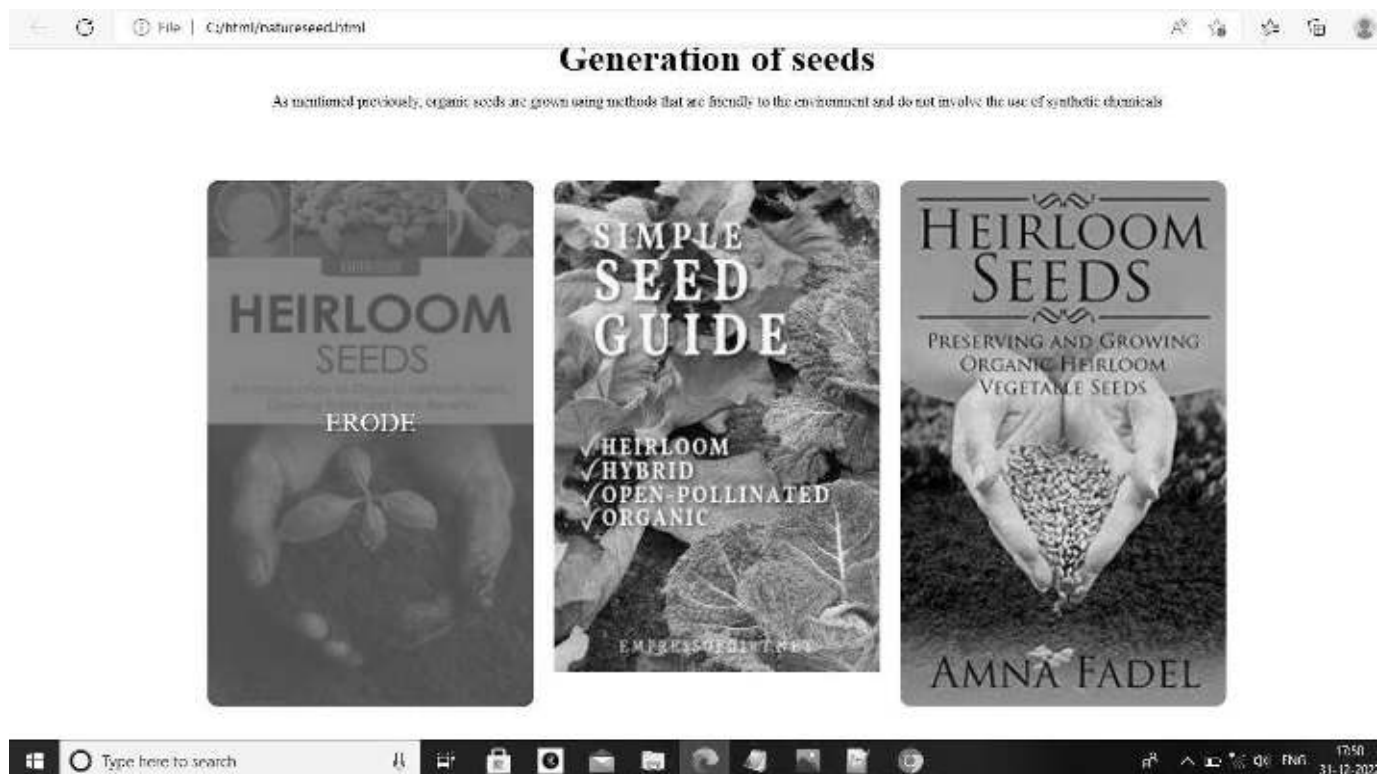 File | C:/html/natureseed.html
Generation of seeds
As mentioned previously, organic seeds are grown using methods that are friendly to the environment and do not involve the use of synthetic chemicals
HEIRLOOM
SEEDS
ERODE
SIMPLE
SEED
GUIDE
✓HEIRLOOM
✓HYBRID
✓OPEN-POLLINATED
✓ORGANIC
EMPRESSOFDIRT.NET
HEIRLOOM
SEEDS
PRESERVING AND GROWING
ORGANIC HEIRLOOM
VEGETABLE SEEDS
AMNA FADEL
Type here to search
ENG
17:50